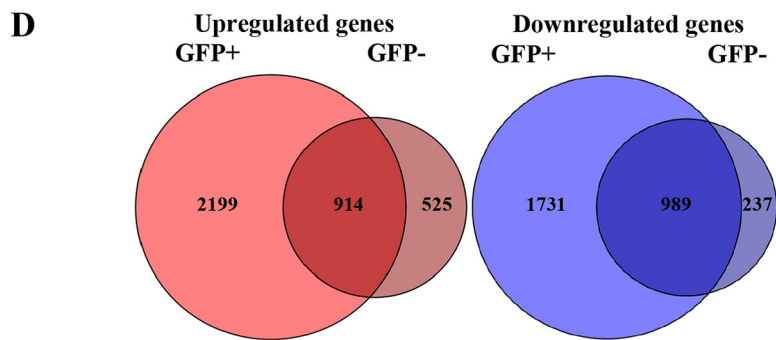 D
Upregulated genes
GFP+ GFP-
2199 914 525
Downregulated genes
GFP+ GFP-
1731 989 237